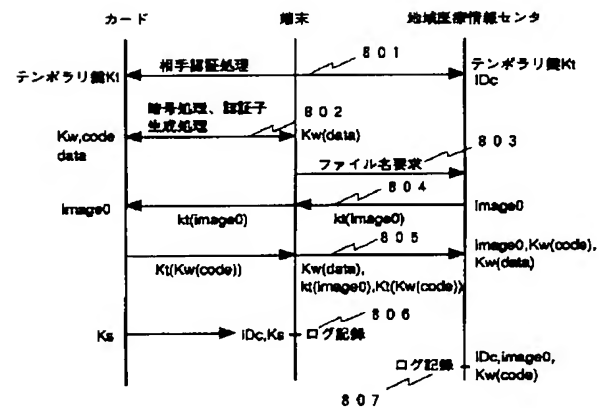 カード 端末 地域医療情報センタ
801
相手認証処理
テンポラリ鍵Kt テンポラリ鍵Kt
IDc
暗号処理、認証子 802
生成処理
Kw,code Kw(data)
data
803
ファイル名要求
804
image0 image0
kt(image0) kt(image0)
805
image0,Kw(code),
Kt(Kw(code)) Kw(data), Kw(data)
kt(image0),Kt(Kw(code))
806
Ks IDc,Ks ログ記録
ログ記録 IDc,image0,
Kw(code)
807